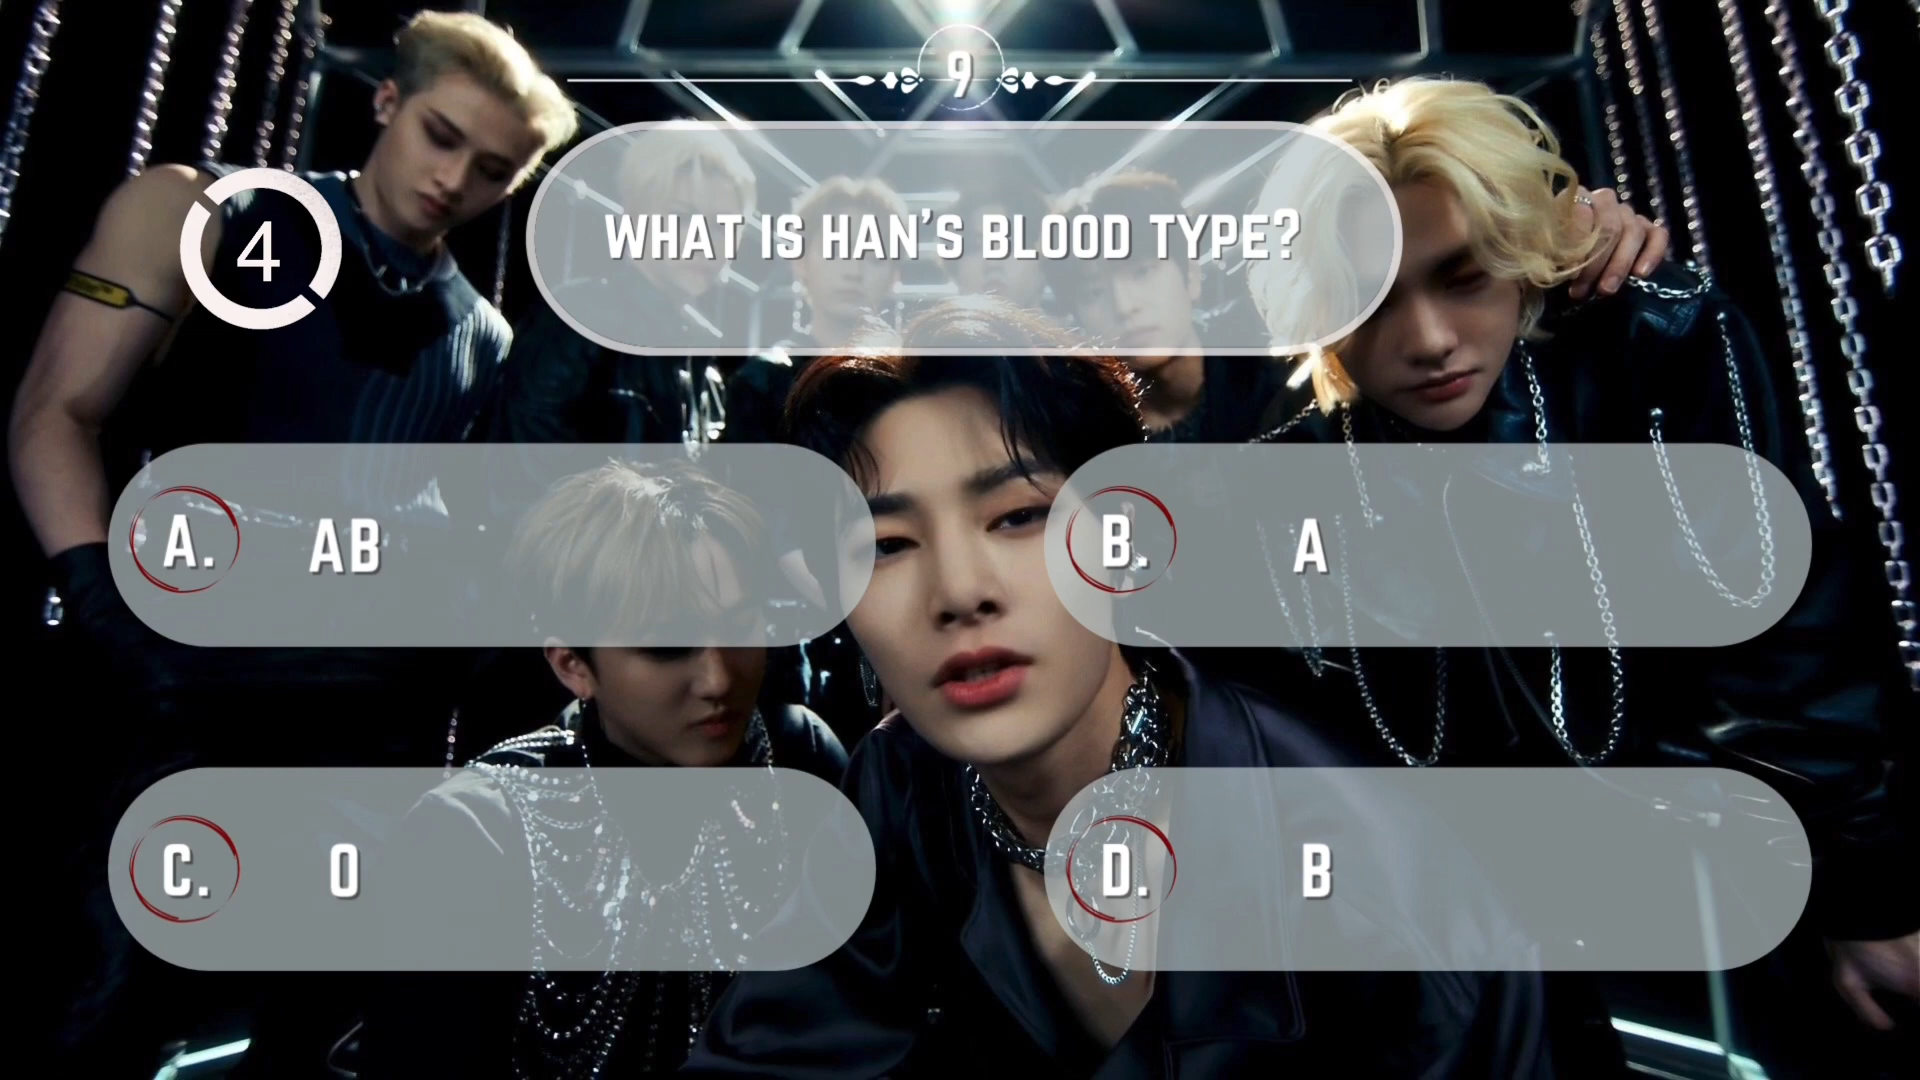 9
4
WHAT IS HAN'S BLOOD TYPE?
A. AB
B. A
C. O
D. B